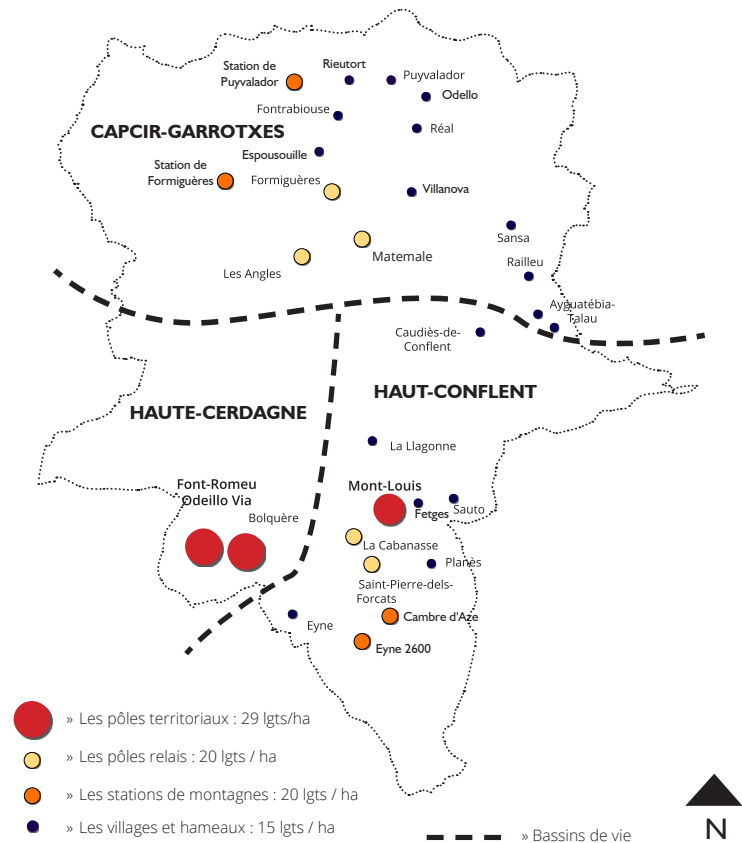 Station de
Puyvalador
Rieutort
Puyvalador
Odello
Fontrabiouse
CAPCIR-GARROTXES
Réal
Espousouille
Station de
Formiguères
Formiguères
Villanova
Sansa
Matemale
Railleu
Les Angles
Ayguatébia-
Talau
Caudiès-de-
Conflent
HAUT-CONFLENT
HAUTE-CERDAGNE
La Llagonne
Font-Romeu
Odeillo Via
Mont-Louis
Bolquère
Fetges
Sauto
La Cabanasse
Planès
Saint-Pierre-dels-
Forcats
Cambre d'Aze
Eyne
Eyne 2600
» Les pôles territoriaux : 29 lgts/ha
» Les pôles relais : 20 lgts / ha
» Les stations de montagnes : 20 lgts / ha
» Les villages et hameaux : 15 lgts / ha
» Bassins de vie
N